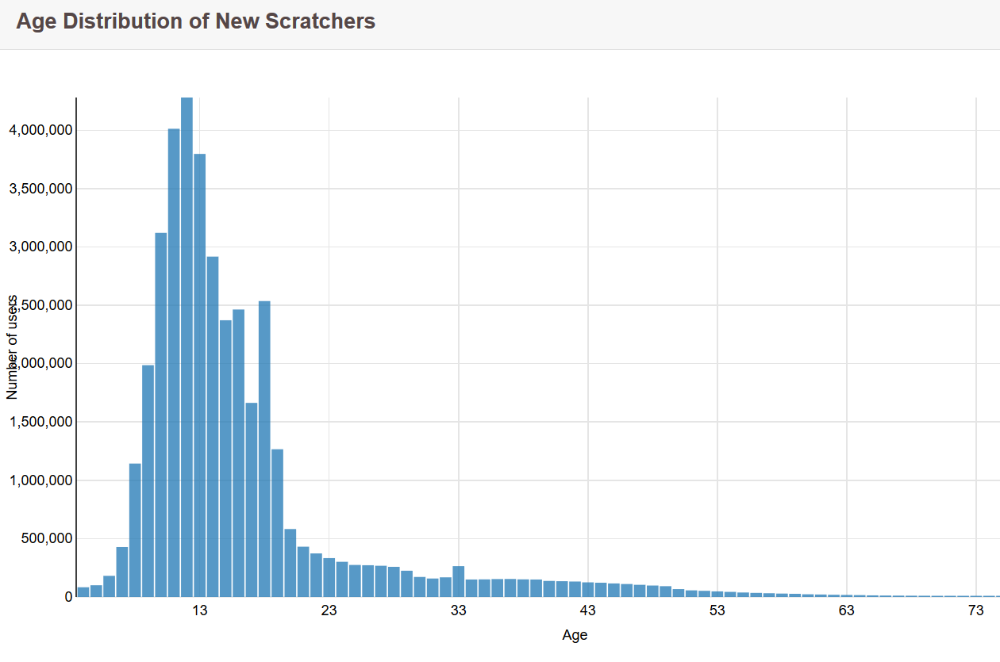 Age Distribution of New Scratchers
4,000,000
3,500,000
3,000,000
,500,000
,000,000
1,500,000
1,000,000
500,000
0
Number of users
13 23 33 43 53 63 73
Age